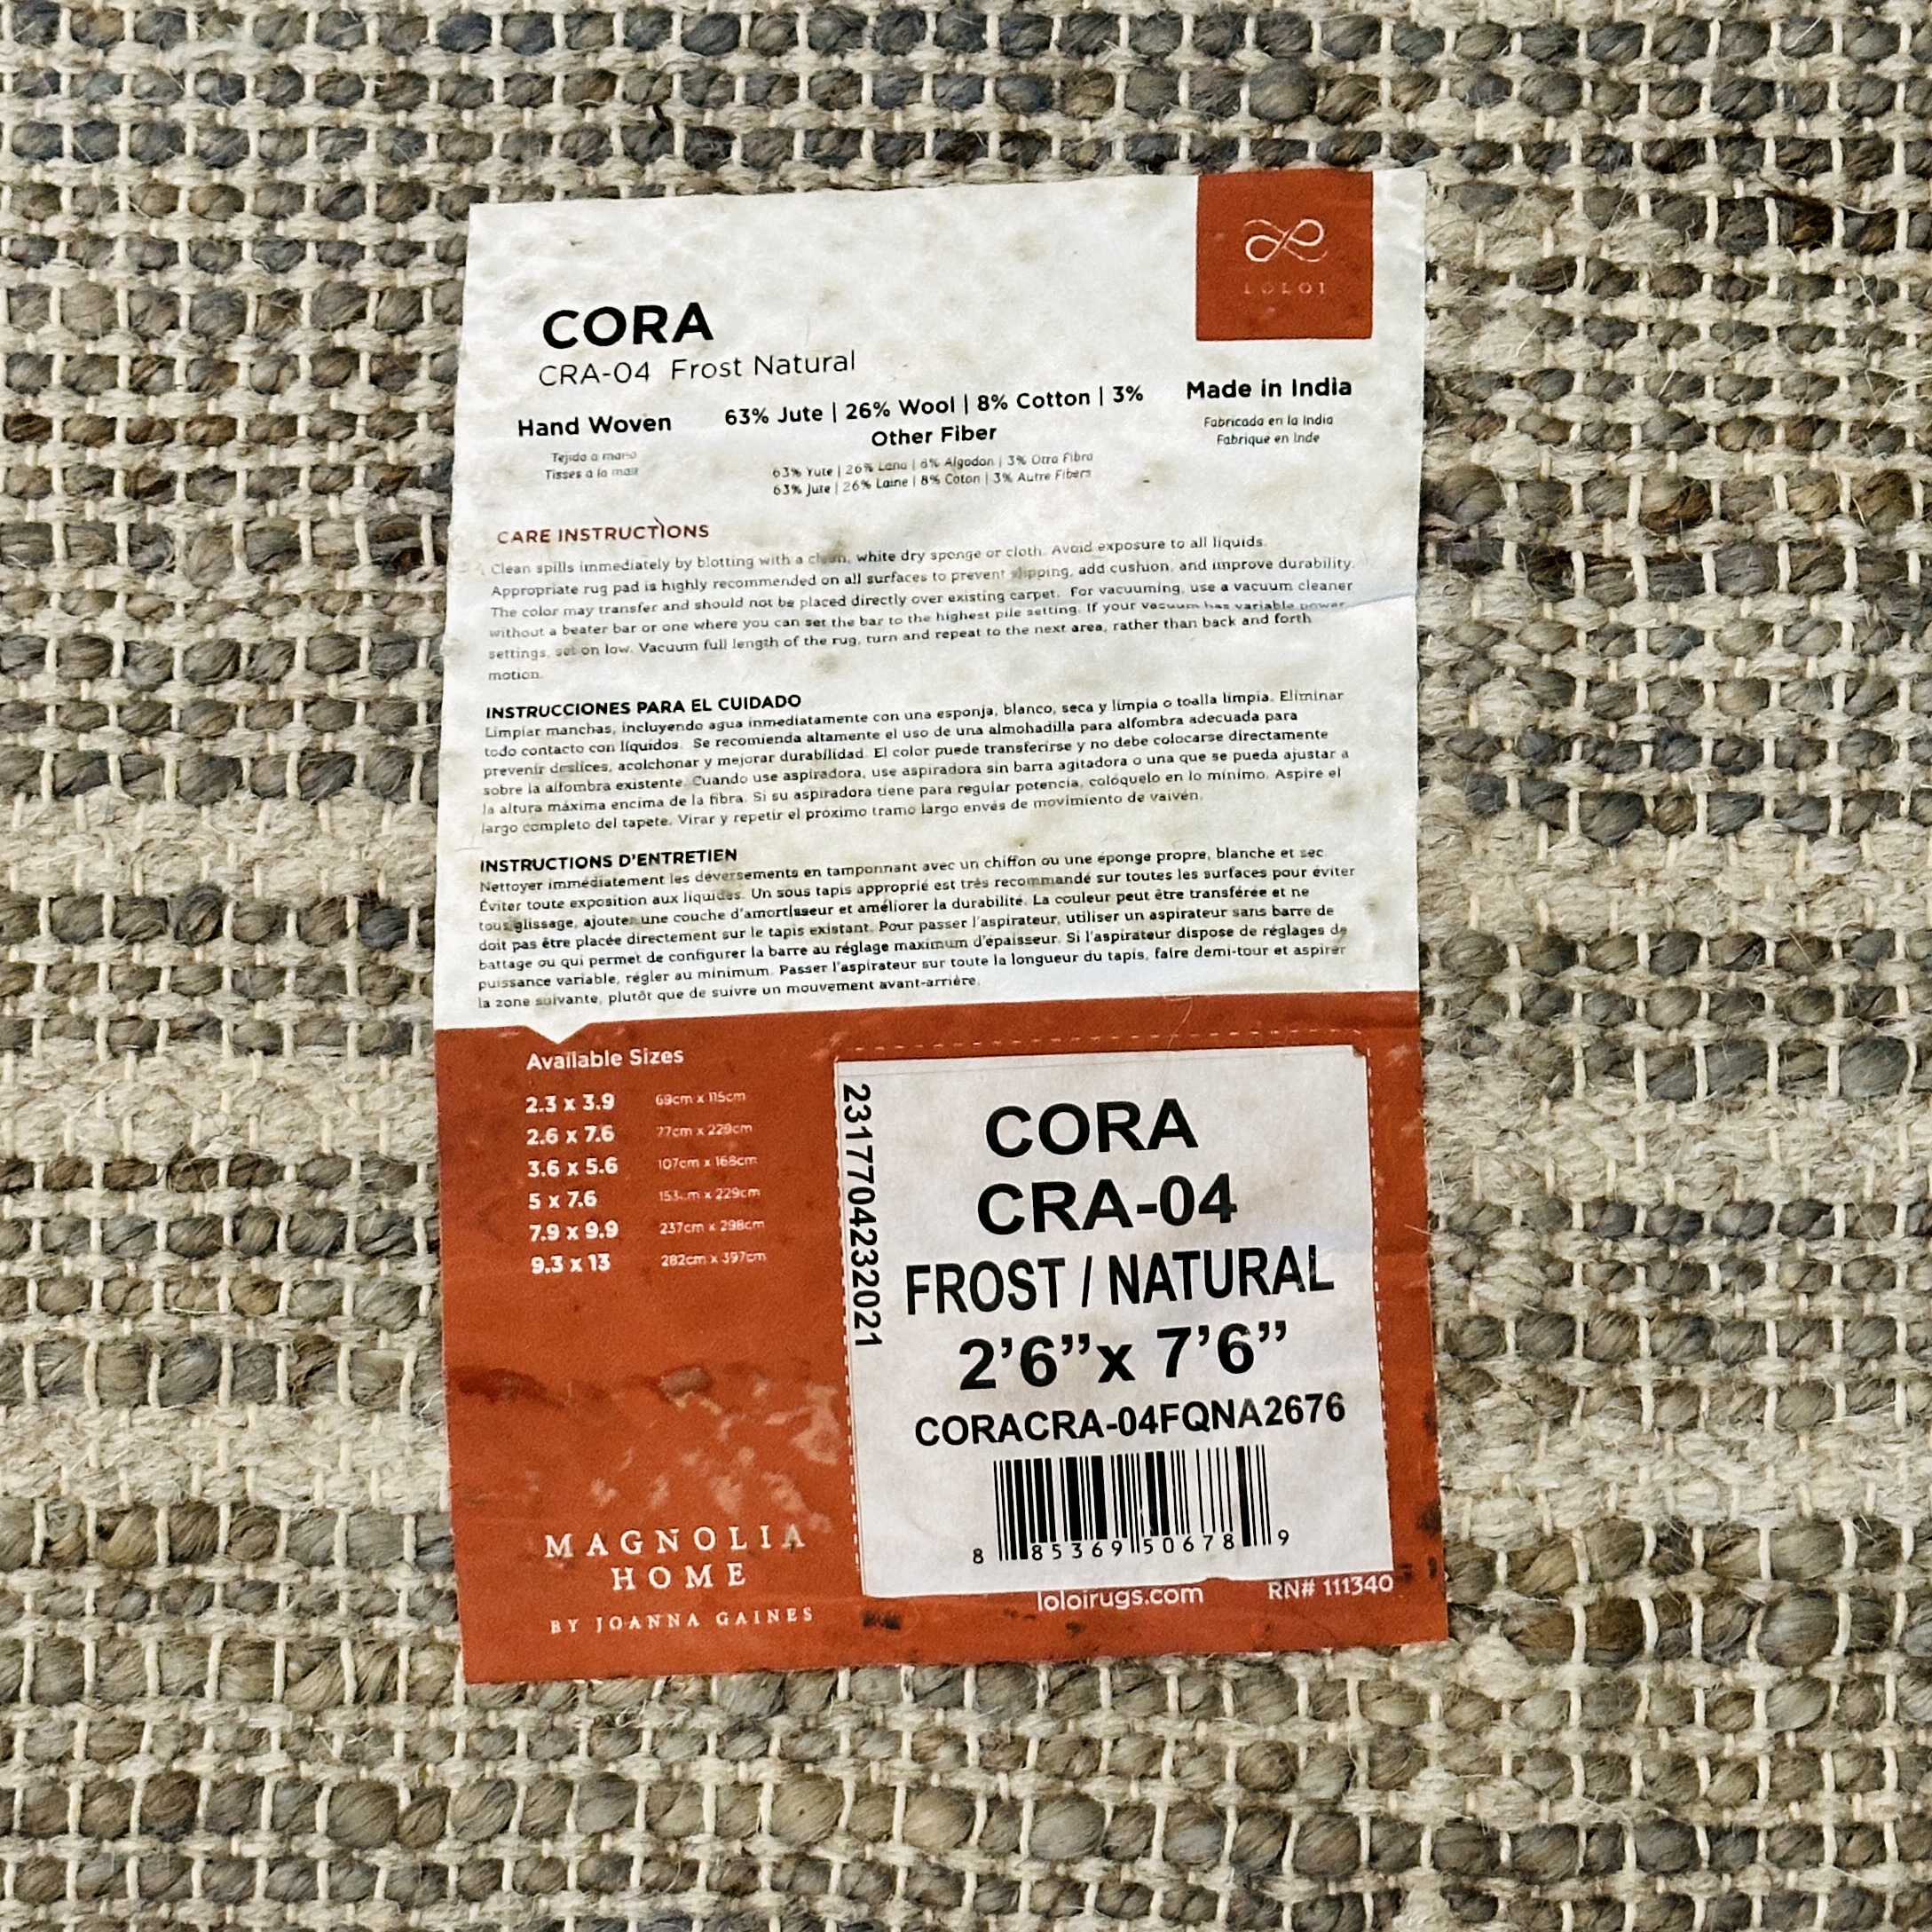 LOLOI
CORA
CRA-04 Frost Natural
Hand Woven
Tejido a mano
Tisses a la main
63% Jute | 26% Wool | 8% Cotton | 3%
Other Fiber
63% Yute | 26% Lana | 8% Algodon | 3% Otra Fibra
63% Jute | 26% Laine | 8% Coton | 3% Autre Fibers
Made in India
Fabricada en la India
Fabrique en Inde
CARE INSTRUCTIONS
Clean spills immediately by blotting with a clean, white dry sponge or cloth. Avoid exposure to all liquids.
Appropriate rug pad is highly recommended on all surfaces to prevent slipping, add cushion, and improve durability.
The color may transfer and should not be placed directly over existing carpet. For vacuuming, use a vacuum cleaner
without a beater bar or one where you can set the bar to the highest pile setting. If your vacuum has variable power
settings, set on low. Vacuum full length of the rug, turn and repeat to the next area, rather than back and forth
motion.
INSTRUCCIONES PARA EL CUIDADO
Limpiar manchas, incluyendo agua inmediatamente con una esponja, blanco, seca y limpia o toalla limpia. Eliminar
todo contacto con líquidos. Se recomienda altamente el uso de una almohadilla para alfombra adecuada para
prevenir deslices, acolchonar y mejorar durabilidad. El color puede transferirse y no debe colocarse directamente
sobre la alfombra existente. Cuando use aspiradora, use aspiradora sin barra agitadora o una que se pueda ajustar a
la altura máxima encima de la fibra. Si su aspiradora tiene para regular potencia, colóquelo en lo mínimo. Aspire el
largo completo del tapete. Virar y repetir el próximo tramo largo envés de movimiento de vaivén.
INSTRUCTIONS D'ENTRETIEN
Nettoyer immédiatement les déversements en tamponnant avec un chiffon ou une éponge propre, blanche et sec
Éviter toute exposition aux liquides. Un sous tapis approprié est très recommandé sur toutes les surfaces pour éviter
tous glissage, ajouter une couche d'amortisseur et améliorer la durabilité. La couleur peut être transférée et ne
doit pas être placée directement sur le tapis existant. Pour passer l'aspirateur, utiliser un aspirateur sans barre de
battage ou qui permet de configurer la barre au réglage maximum d'épaisseur. Si l'aspirateur dispose de réglages de
puissance variable, régler au minimum. Passer l'aspirateur sur toute la longueur du tapis, faire demi-tour et aspirer
la zone suivante, plutôt que de suivre un mouvement avant-arrière.
Available Sizes
2.3 x 3.9 69cm x 115cm
2.6 x 7.6 77cm x 229cm
3.6 x 5.6 107cm x 168cm
5 x 7.6 153cm x 229cm
7.9 x 9.9 237cm x 298cm
9.3 x 13 282cm x 397cm
MAGNOLIA
HOME
BY JOANNA GAINES
2317704232021
CORA
CRA-04
FROST / NATURAL
2'6"x 7'6"
CORACRA-04FQNA2676
8 85369 50678 9
loloirugs.com
RN# 111340